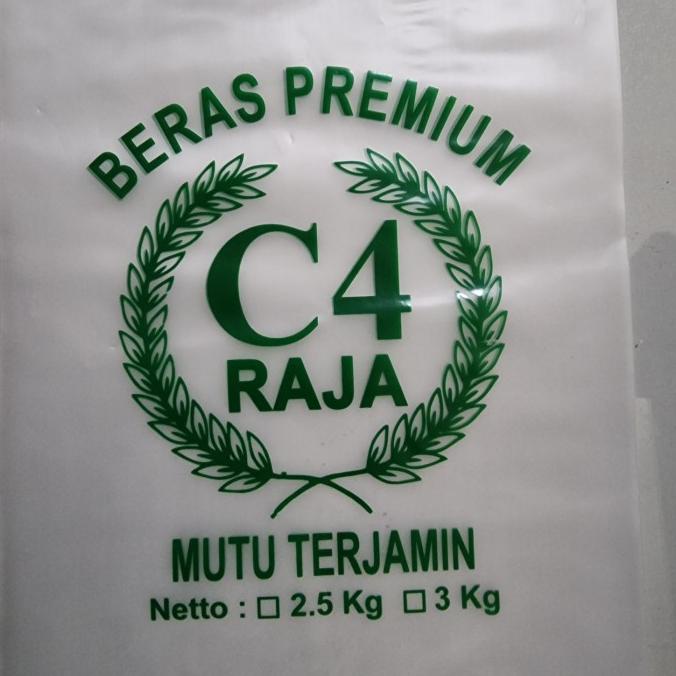 BERAS PREMIUM
C4
RAJA
MUTU TERJAMIN
Netto : ☐ 2.5 Kg ☐ 3 Kg